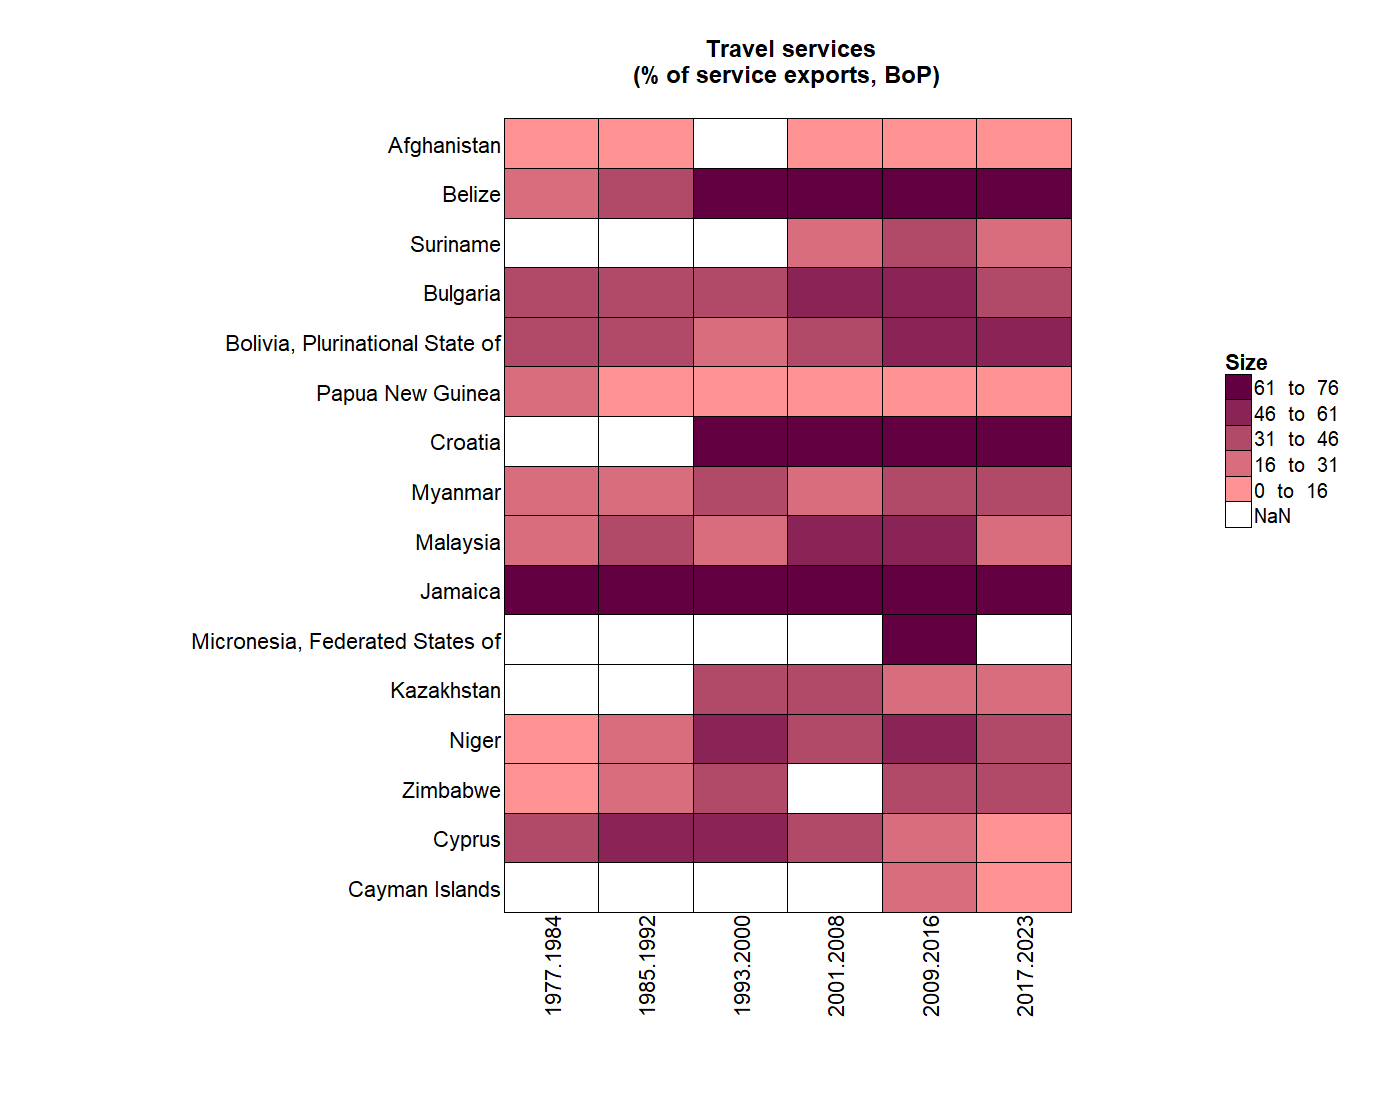 Travel services
(% of service exports, BoP)
Afghanistan
Belize
Suriname
Bulgaria
Bolivia, Plurinational State of
Papua New Guinea
Croatia
Myanmar
Malaysia
Jamaica
Micronesia, Federated States of
Kazakhstan
Niger
Zimbabwe
Cyprus
Cayman Islands
1977.1984
1985.1992
1993.2000
2001.2008
2009.2016
2017.2023
Size
61 to 76
46 to 61
31 to 46
16 to 31
0 to 16
NaN